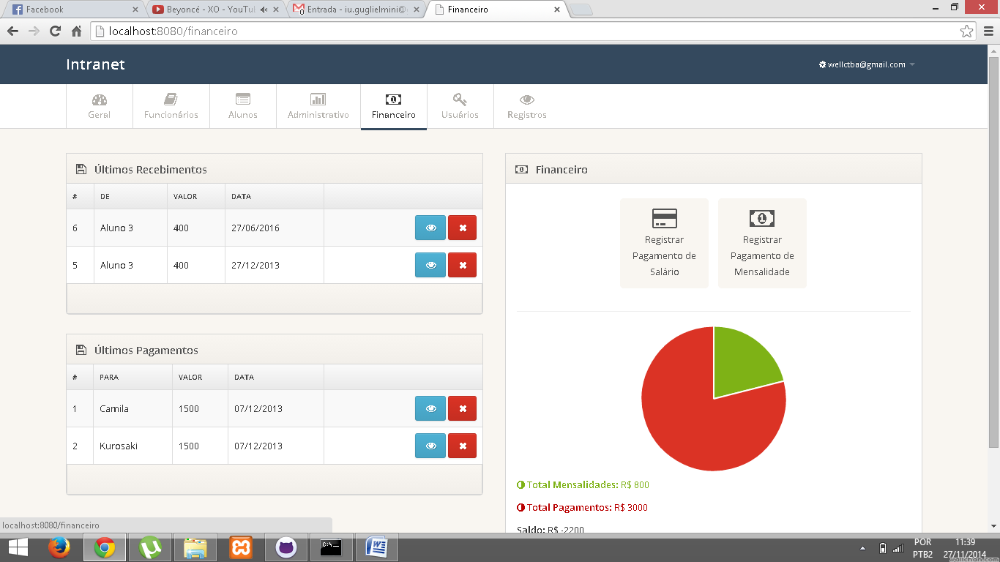 Facebook
Beyoncé - XO - YouTu
Entrada - iu.guglielmini@
Financeiro
localhost:8080/financeiro
Intranet
wellctba@gmail.com
Geral
Funcionários
Alunos
Administrativo
Financeiro
Usuários
Registros
Últimos Recebimentos
# DE VALOR DATA
6 Aluno 3 400 27/06/2016
5 Aluno 3 400 27/12/2013
Últimos Pagamentos
# PARA VALOR DATA
1 Camila 1500 07/12/2013
2 Kurosaki 1500 07/12/2013
Financeiro
Registrar
Pagamento de
Salário
Registrar
Pagamento de
Mensalidade
Total Mensalidades: R$ 800
Total Pagamentos: R$ 3000
Saldo: R$ -2200
localhost:8080/financeiro
POR
PTB2
11:39
27/11/2014